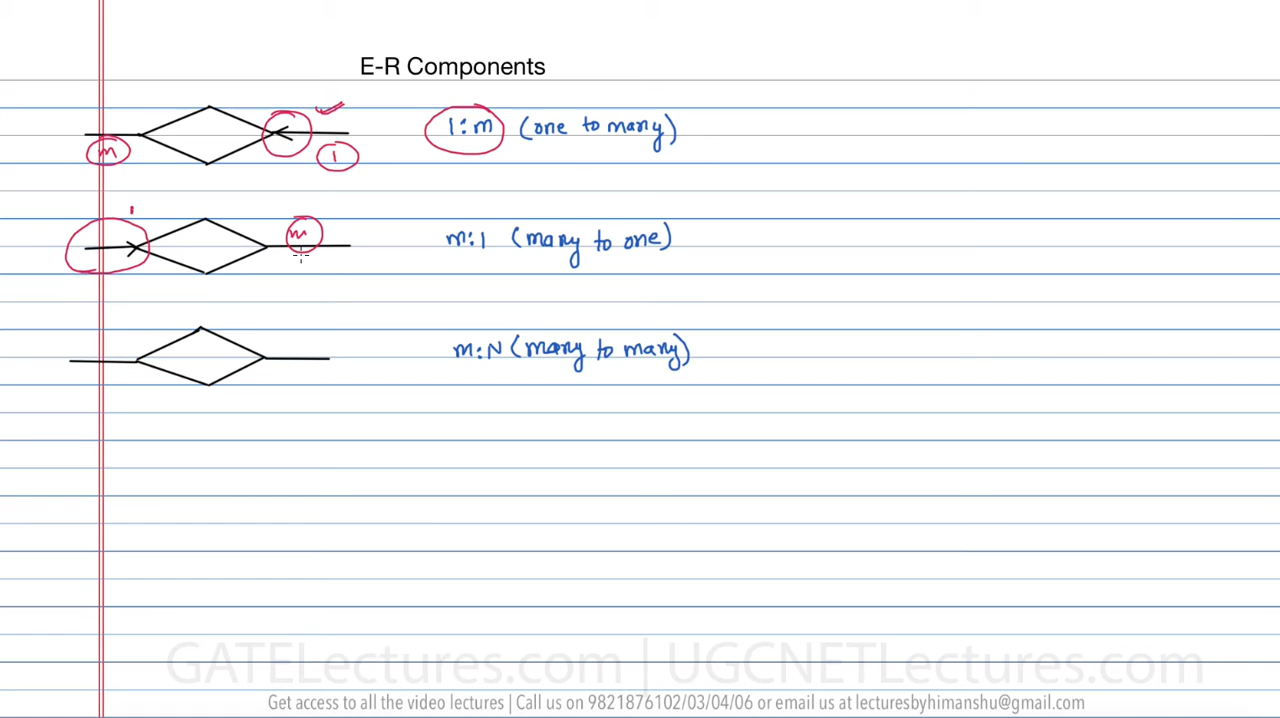 E-R Components
m 1 1:m (one to many)
1 m m:1 (many to one)
m:N (many to many)
GATELectures.com | UGCNETLectures.com
Get access to all the video lectures | Call us on 9821876102/03/04/06 or email us at lecturesbyhimanshu@gmail.com